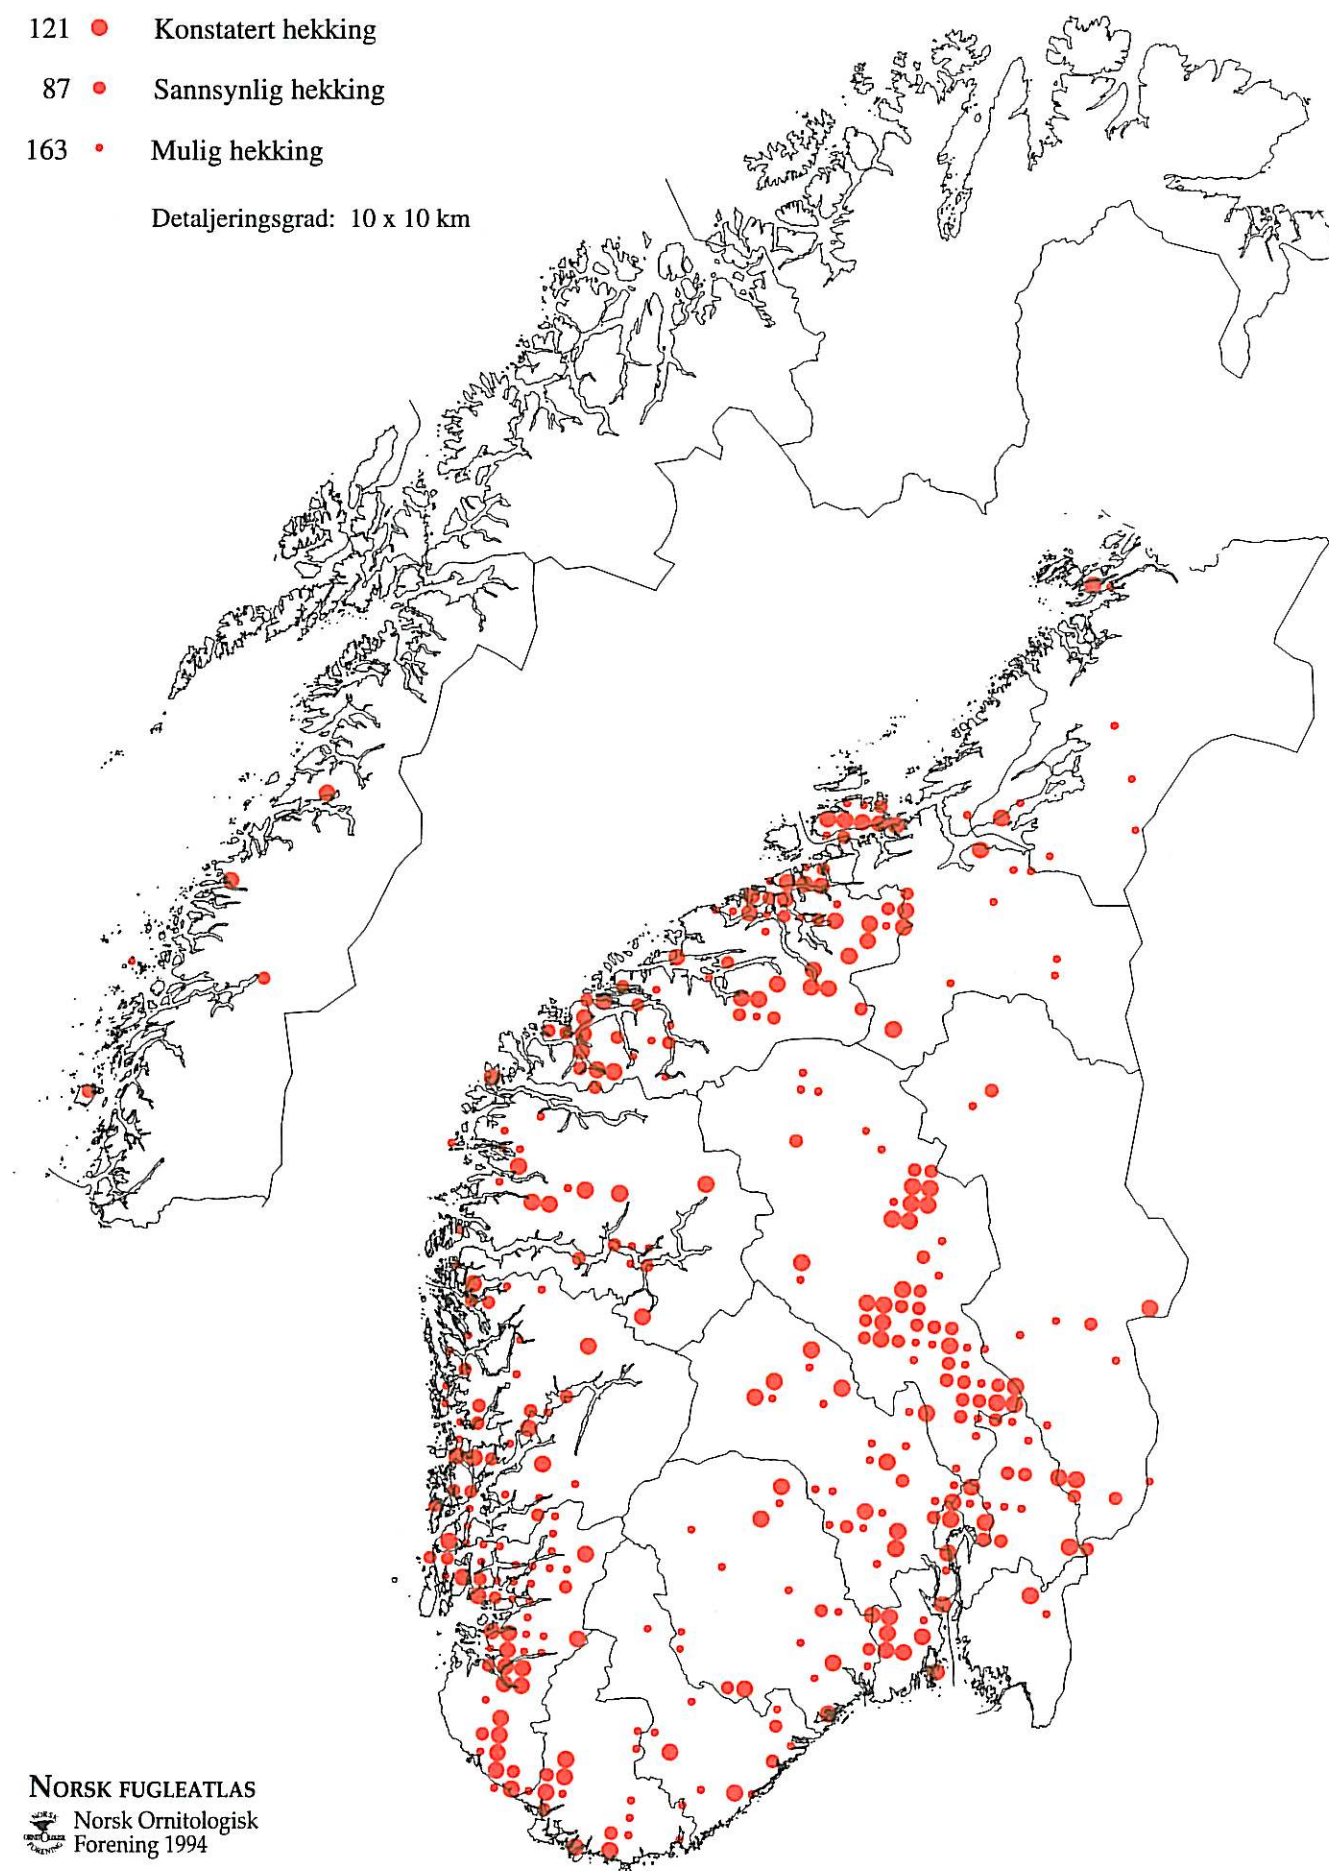 121 Konstatert hekking
87 Sannsynlig hekking
163 Mulig hekking
Detaljeringsgrad: 10 x 10 km
NORSK FUGLEATLAS
Norsk Ornitologisk
Forening 1994